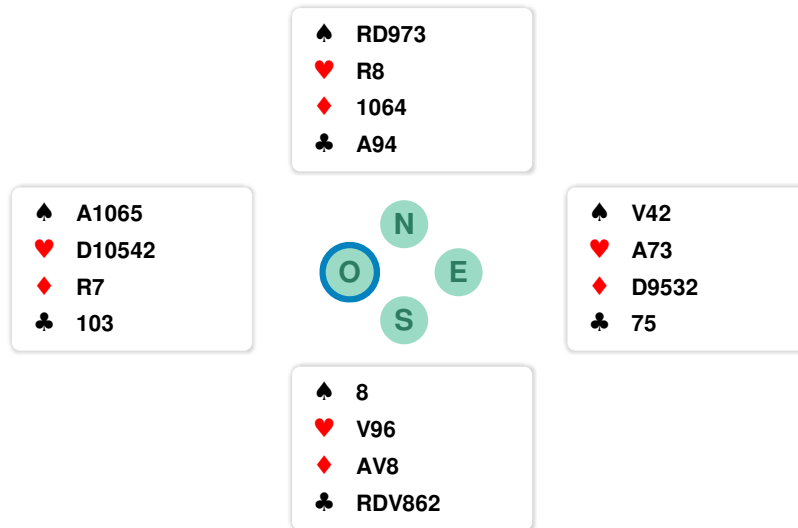 ♠ RD973
♥ R8
♦ 1064
♣ A94
♠ A1065
♥ D10542
♦ R7
♣ 103
N
O E
S
♠ V42
♥ A73
♦ D9532
♣ 75
♠ 8
♥ V96
♦ AV8
♣ RDV862